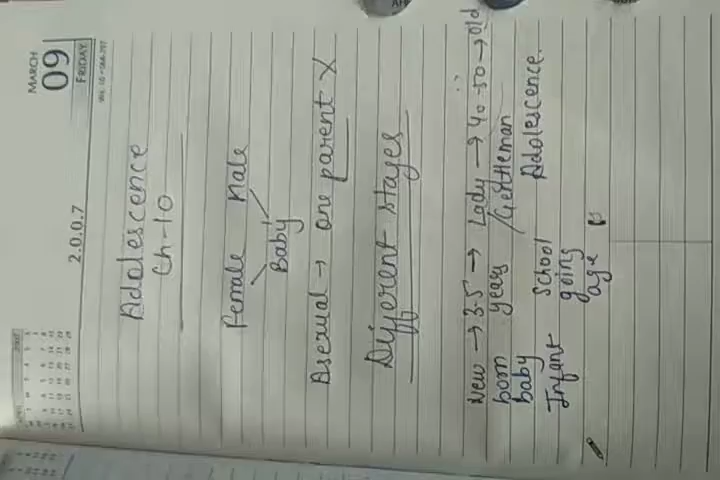 MARCH
09
FRIDAY
2.0.0.7
Adolescence
Ch-10
Female Male
Baby
Asexual → one parent X
Different stages
New → 3.5 → Lady → 40-50 → old
born years /Gentleman
baby
Infant School Adolescence.
going
age